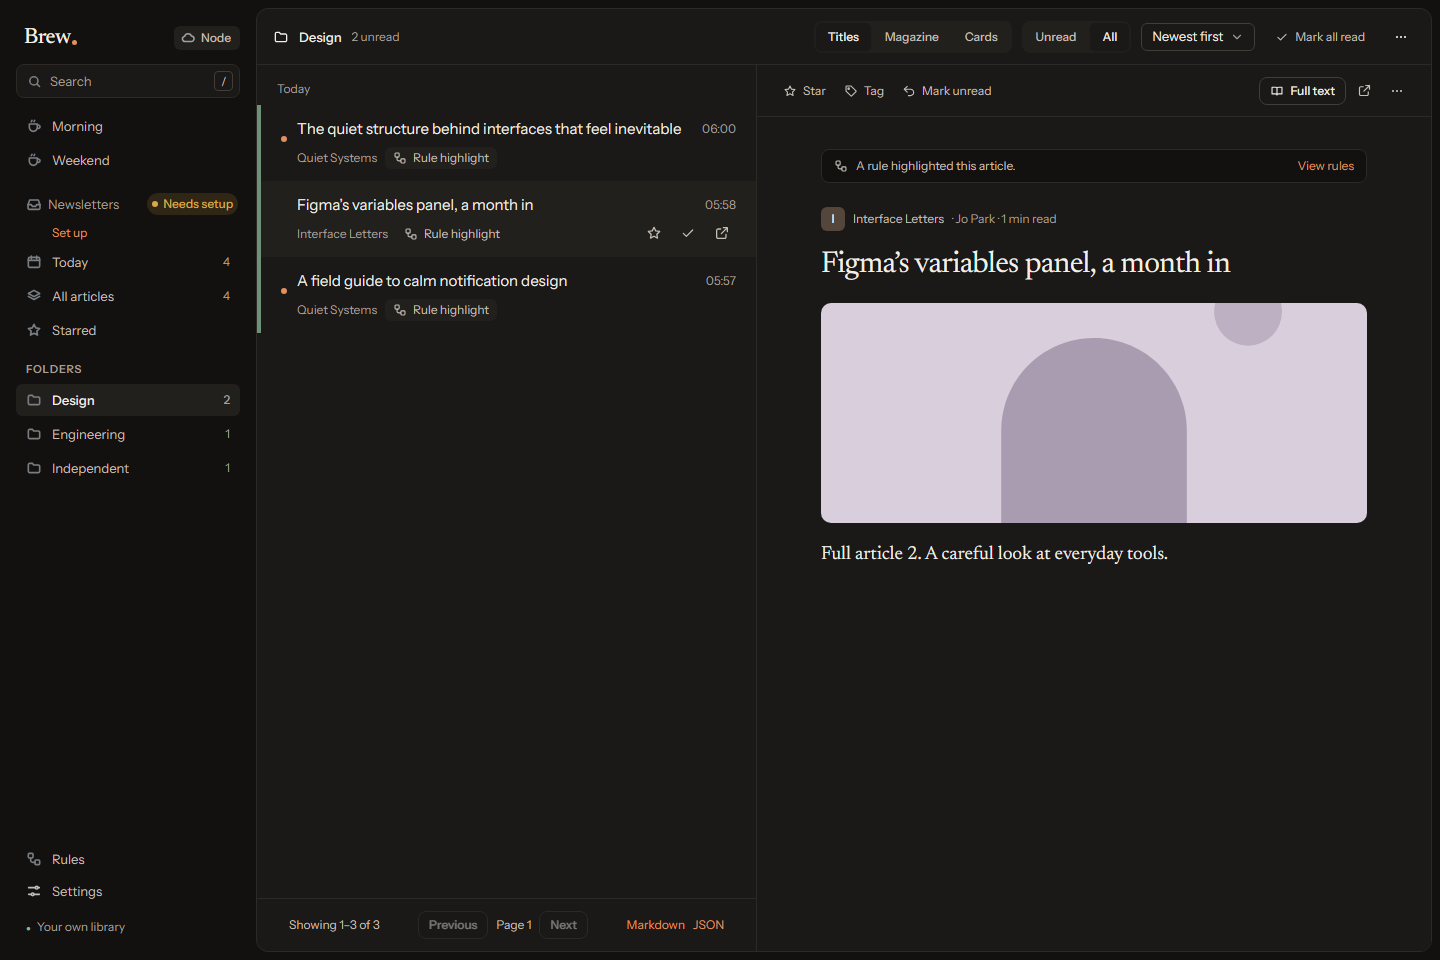 Brew.
Node
Search /
Morning
Weekend
Newsletters Needs setup
Set up
Today 4
All articles 4
Starred
FOLDERS
Design 2
Engineering 1
Independent 1
Rules
Settings
Your own library
Design 2 unread
Titles Magazine Cards Unread All Newest first Mark all read
Today
The quiet structure behind interfaces that feel inevitable 06:00
Quiet Systems Rule highlight
Figma’s variables panel, a month in 05:58
Interface Letters Rule highlight
A field guide to calm notification design 05:57
Quiet Systems Rule highlight
Showing 1–3 of 3 Previous Page 1 Next Markdown JSON
Star Tag Mark unread Full text
A rule highlighted this article. View rules
I Interface Letters · Jo Park · 1 min read
Figma’s variables panel, a month in
Full article 2. A careful look at everyday tools.